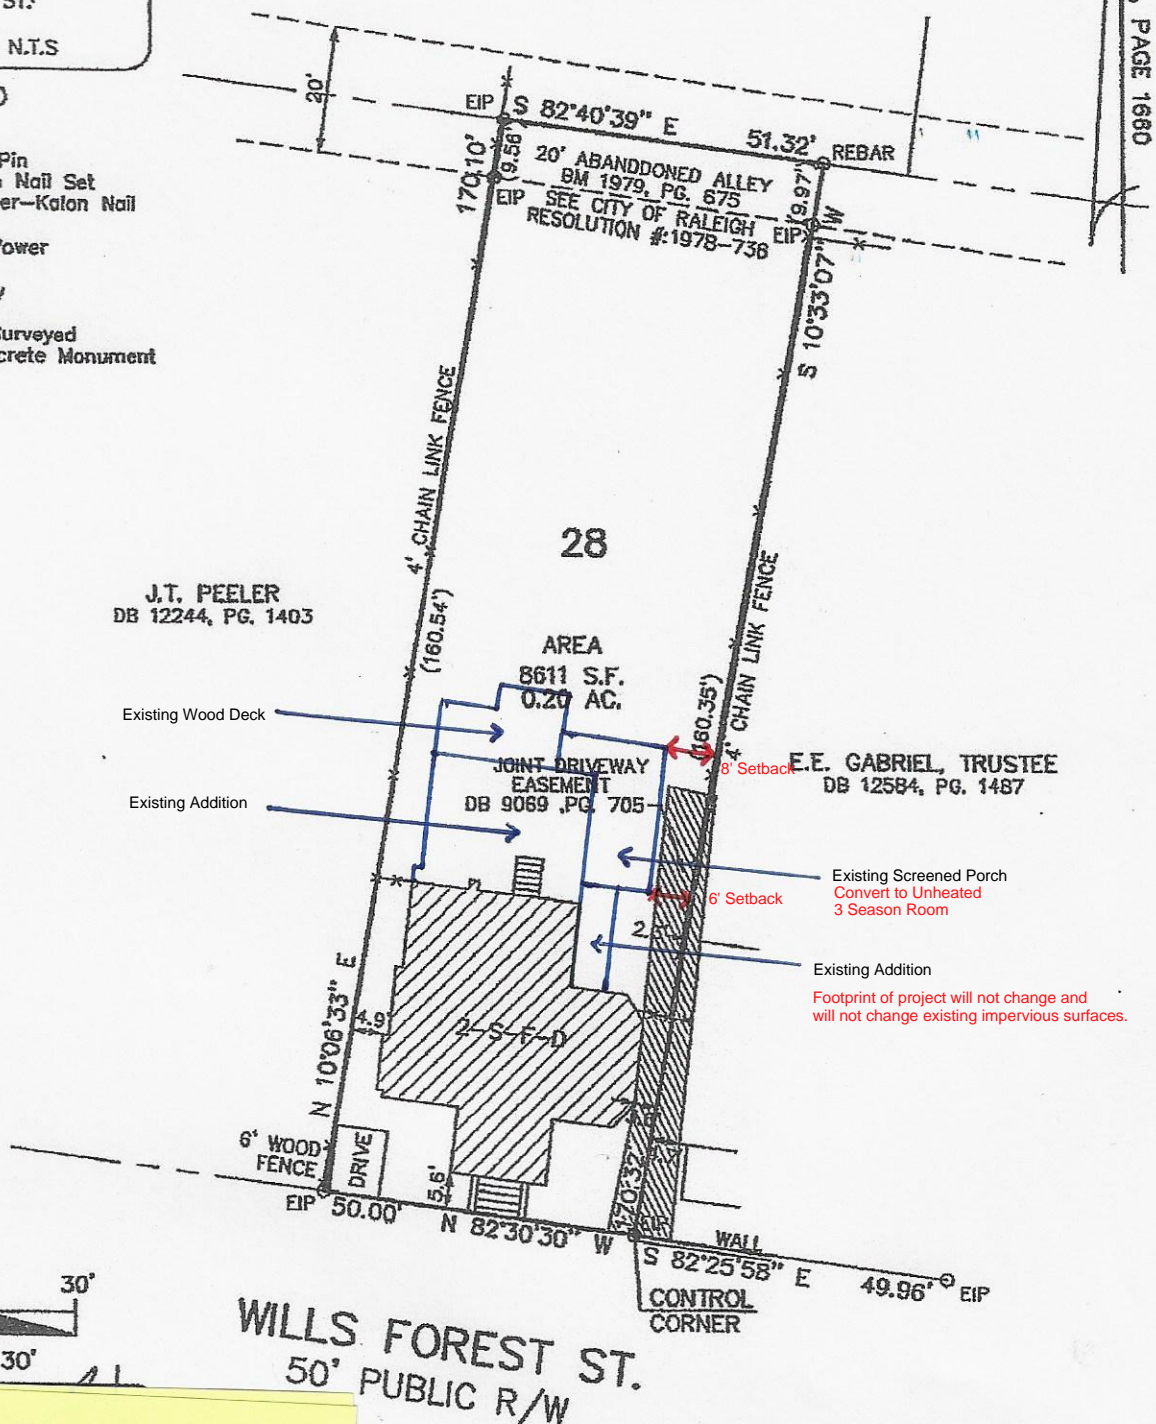 ST.
N.T.S
PAGE 1680
20'
EIP
S 82°40'39" E
51.32'
REBAR
170.10'
(9.56')
20' ABANDDONED ALLEY
BM 1979, PG. 675
SEE CITY OF RALEIGH
RESOLUTION #:1978-736
EIP
EIP
(9.97')
S 10°33'07" W
Pin
Nail Set
er-Kalon Nail
Power
Surveyed
crete Monument
4' CHAIN LINK FENCE
28
4' CHAIN LINK FENCE
J.T. PEELER
DB 12244, PG. 1403
(160.54')
AREA
8611 S.F.
0.20 AC.
(160.35')
Existing Wood Deck
JOINT DRIVEWAY
EASEMENT
DB 9069 ,PG. 705
8' Setback
E.E. GABRIEL, TRUSTEE
DB 12584, PG. 1487
Existing Addition
Existing Screened Porch
Convert to Unheated
3 Season Room
6' Setback
Existing Addition
Footprint of project will not change and
will not change existing impervious surfaces.
N 10°06'33" E
4.9'
2-S-F-D
6' WOOD
FENCE
DRIVE
15.6'
170.32'
EIP
50.00'
N 82°30'30" W
WALL
S 82°25'58" E
49.96'
EIP
CONTROL
CORNER
30'
30'
WILLS FOREST ST.
50' PUBLIC R/W